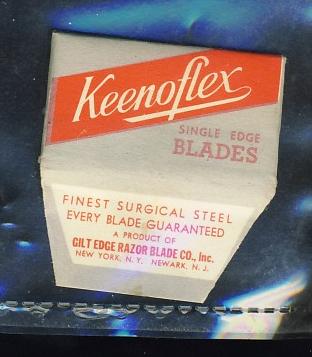 Keenoflex
SINGLE EDGE
BLADES
FINEST SURGICAL STEEL
EVERY BLADE GUARANTEED
A PRODUCT OF
GILT EDGE RAZOR BLADE CO., Inc.
NEW YORK, N. Y. NEWARK, N. J.